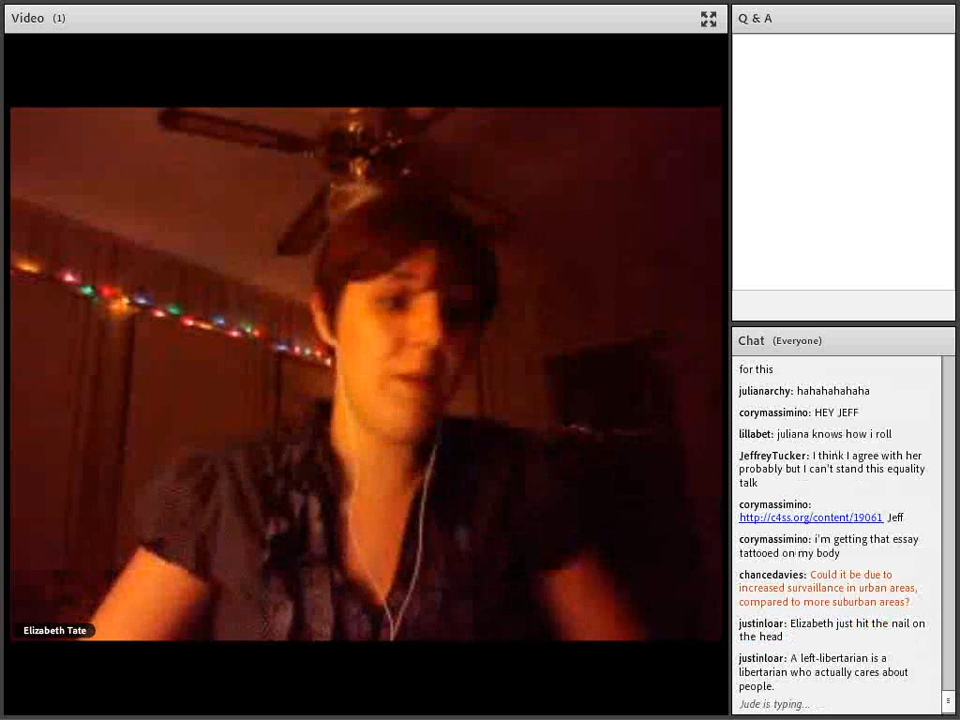 Video (1)
Elizabeth Tate
Q & A
Chat (Everyone)
for this
julianarchy: hahahahahaha
corymassimino: HEY JEFF
lillabet: juliana knows how i roll
JeffreyTucker: I think I agree with her
probably but I can't stand this equality
talk
corymassimino:
http://c4ss.org/content/19061 Jeff
corymassimino: i'm getting that essay
tattooed on my body
chancedavies: Could it be due to
increased survaillance in urban areas,
compared to more suburban areas?
justinloar: Elizabeth just hit the nail on
the head
justinloar: A left-libertarian is a
libertarian who actually cares about
people.
Jude is typing...